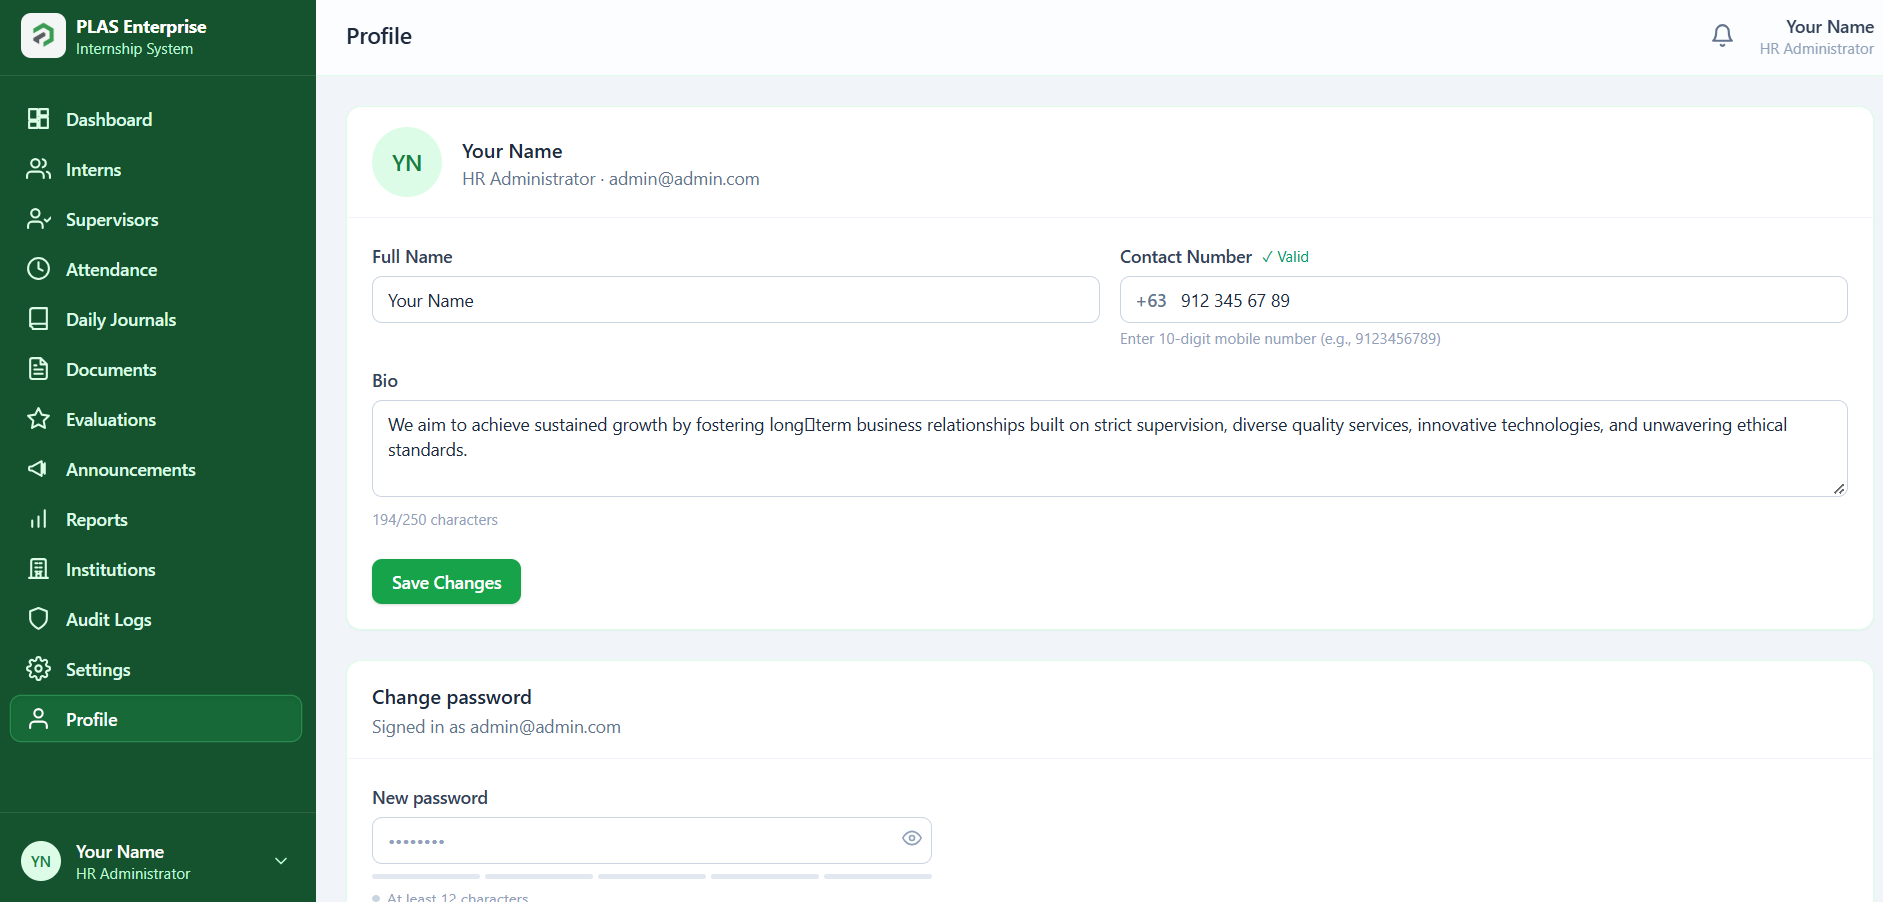 PLAS Enterprise
Internship System
Profile
Your Name
HR Administrator
Dashboard
Interns
Supervisors
Attendance
Daily Journals
Documents
Evaluations
Announcements
Reports
Institutions
Audit Logs
Settings
Profile
YN
Your Name
HR Administrator
YN
Your Name
HR Administrator · admin@admin.com
Full Name
Your Name
Contact Number ✓ Valid
+63 912 345 67 89
Enter 10-digit mobile number (e.g., 9123456789)
Bio
We aim to achieve sustained growth by fostering long▯term business relationships built on strict supervision, diverse quality services, innovative technologies, and unwavering ethical
standards.
194/250 characters
Save Changes
Change password
Signed in as admin@admin.com
New password
••••••••
At least 12 characters